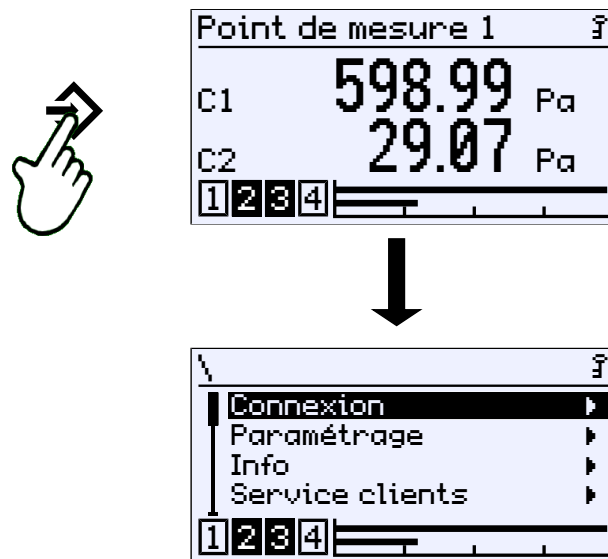 Point de mesure 1
C1 598.99 Pa
C2 29.07 Pa
1 2 3 4
\
Connexion
Paramétrage
Info
Service clients
1 2 3 4